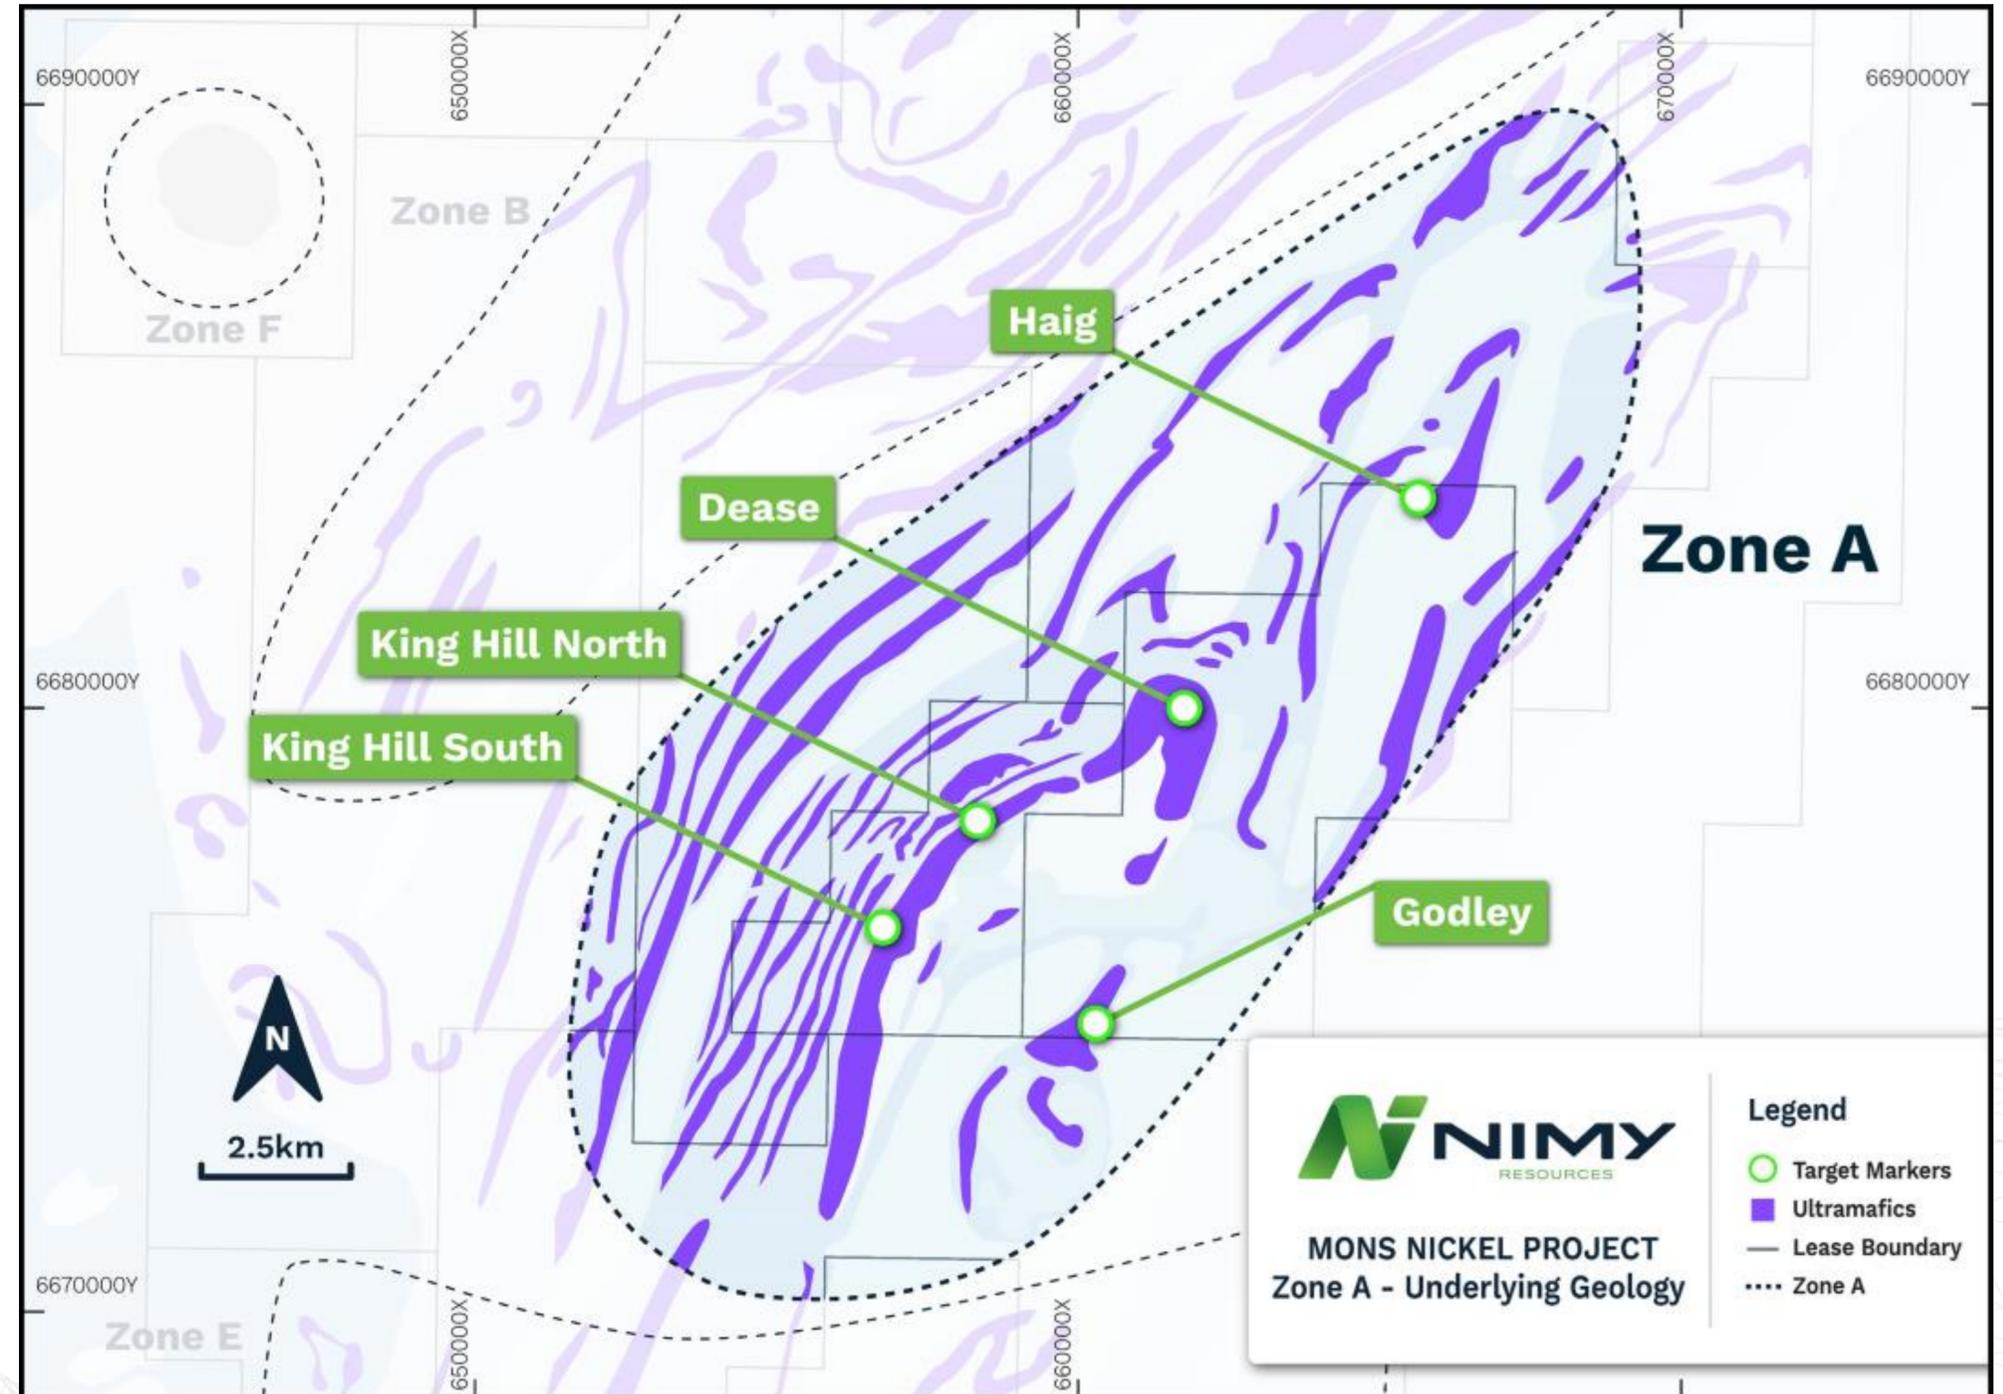 650000X
660000X
670000X
6690000Y
6690000Y
Zone B
Zone F
Haig
Dease
Zone A
King Hill North
6680000Y
6680000Y
King Hill South
Godley
N
2.5km
NIMY
RESOURCES
MONS NICKEL PROJECT
Zone A - Underlying Geology
Legend
Target Markers
Ultramafics
Lease Boundary
Zone A
6670000Y
Zone E
650000X
660000X